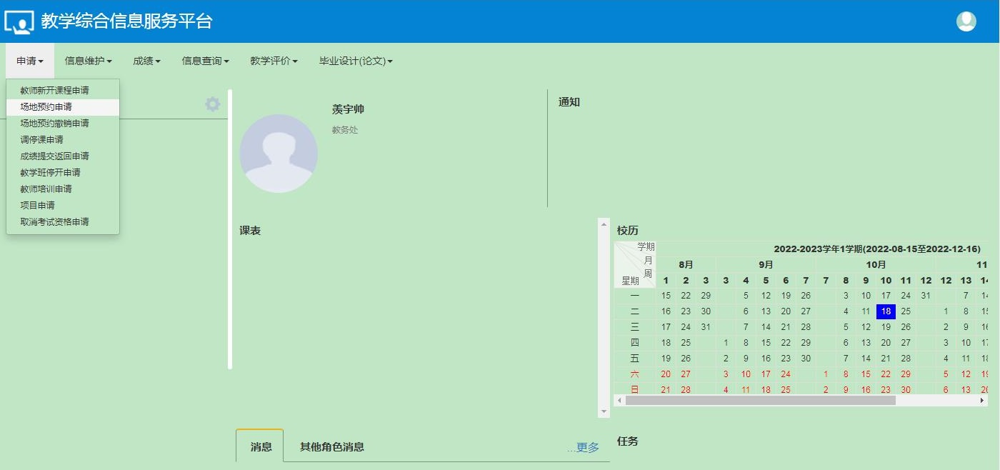 教学综合信息服务平台
申请 信息维护 成绩 信息查询 教学评价 毕业设计(论文)
教师新开课程申请
场地预约申请
场地预约撤销申请
调停课申请
成绩提交返回申请
教学班停开申请
教师培训申请
项目申请
取消考试资格申请
羡宇帅
教务处
通知
课表
校历
学期 月 周 星期
2022-2023学年1学期(2022-08-15至2022-12-16)
8月 9月 10月 11
1 2 3 3 4 5 6 7 7 8 9 10 11 12 12 13 14
一 15 22 29 5 12 19 26 3 10 17 24 31 7 14
二 16 23 30 6 13 20 27 4 11 18 25 1 8 15
三 17 24 31 7 14 21 28 5 12 19 26 2 9 16
四 18 25 1 8 15 22 29 6 13 20 27 3 10 17
五 19 26 2 9 16 23 30 7 14 21 28 4 11 18
六 20 27 3 10 17 24 1 8 15 22 29 5 12 19
日 21 28 4 11 18 25 2 9 16 23 30 6 13 20
消息 其他角色消息 ...更多
任务